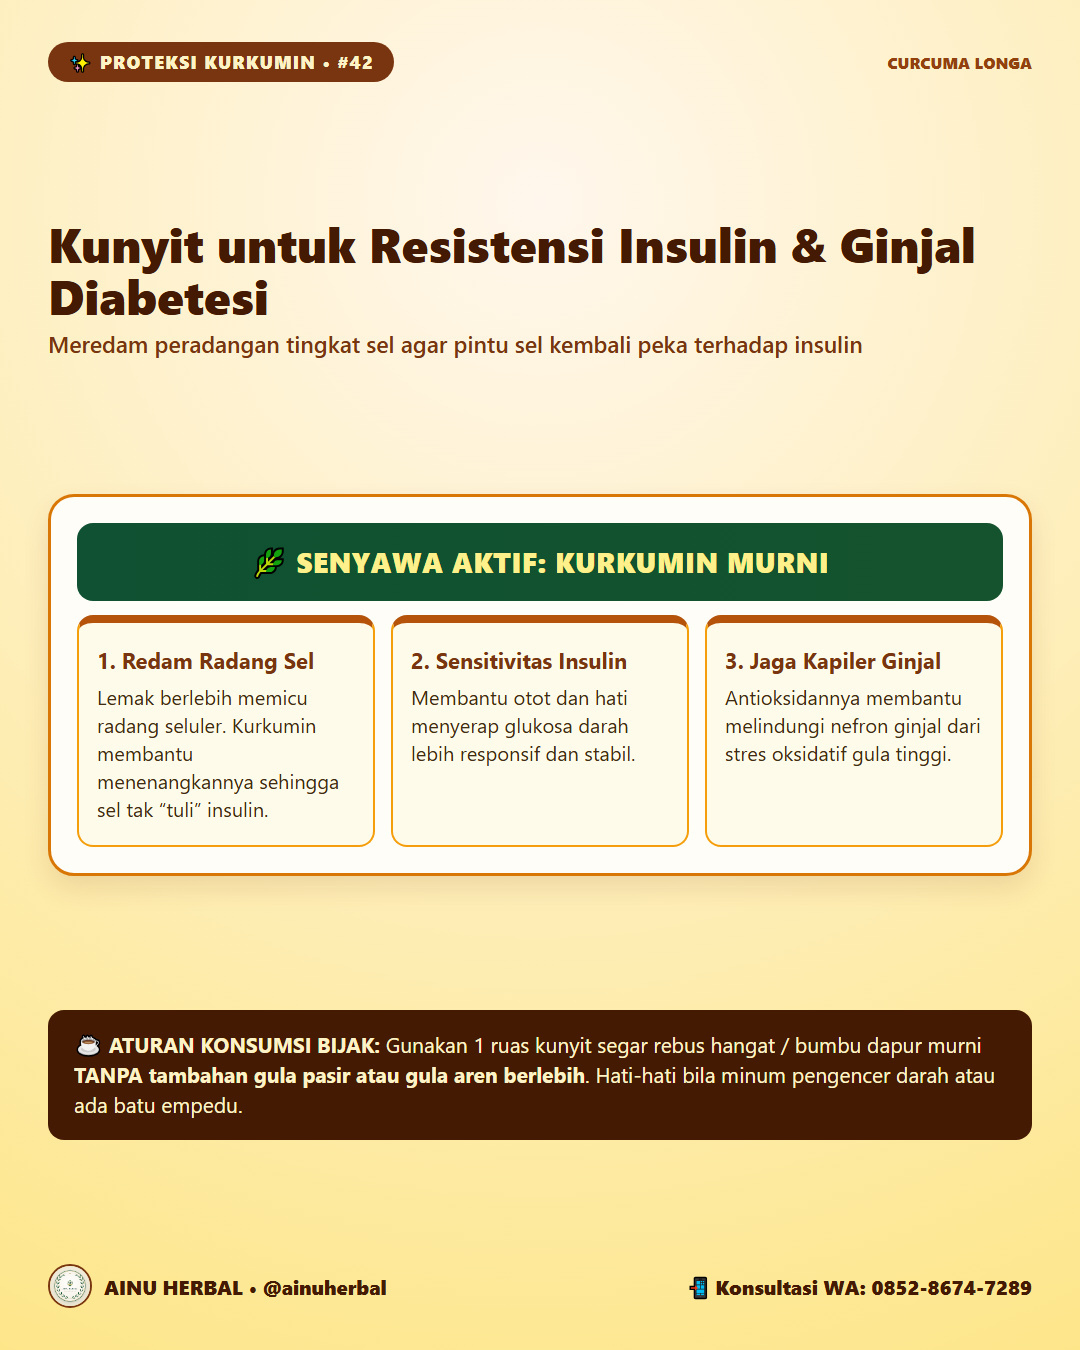 ✨ PROTEKSI KURKUMIN • #42
CURCUMA LONGA
Kunyit untuk Resistensi Insulin & Ginjal
Diabetesi
Meredam peradangan tingkat sel agar pintu sel kembali peka terhadap insulin
🌿 SENYAWA AKTIF: KURKUMIN MURNI
1. Redam Radang Sel
Lemak berlebih memicu
radang seluler. Kurkumin
membantu
menenangkannya sehingga
sel tak “tuli” insulin.
2. Sensitivitas Insulin
Membantu otot dan hati
menyerap glukosa darah
lebih responsif dan stabil.
3. Jaga Kapiler Ginjal
Antioksidannya membantu
melindungi nefron ginjal dari
stres oksidatif gula tinggi.
☕ ATURAN KONSUMSI BIJAK: Gunakan 1 ruas kunyit segar rebus hangat / bumbu dapur murni
TANPA tambahan gula pasir atau gula aren berlebih. Hati-hati bila minum pengencer darah atau
ada batu empedu.
AINU HERBAL • @ainuherbal
📲 Konsultasi WA: 0852-8674-7289